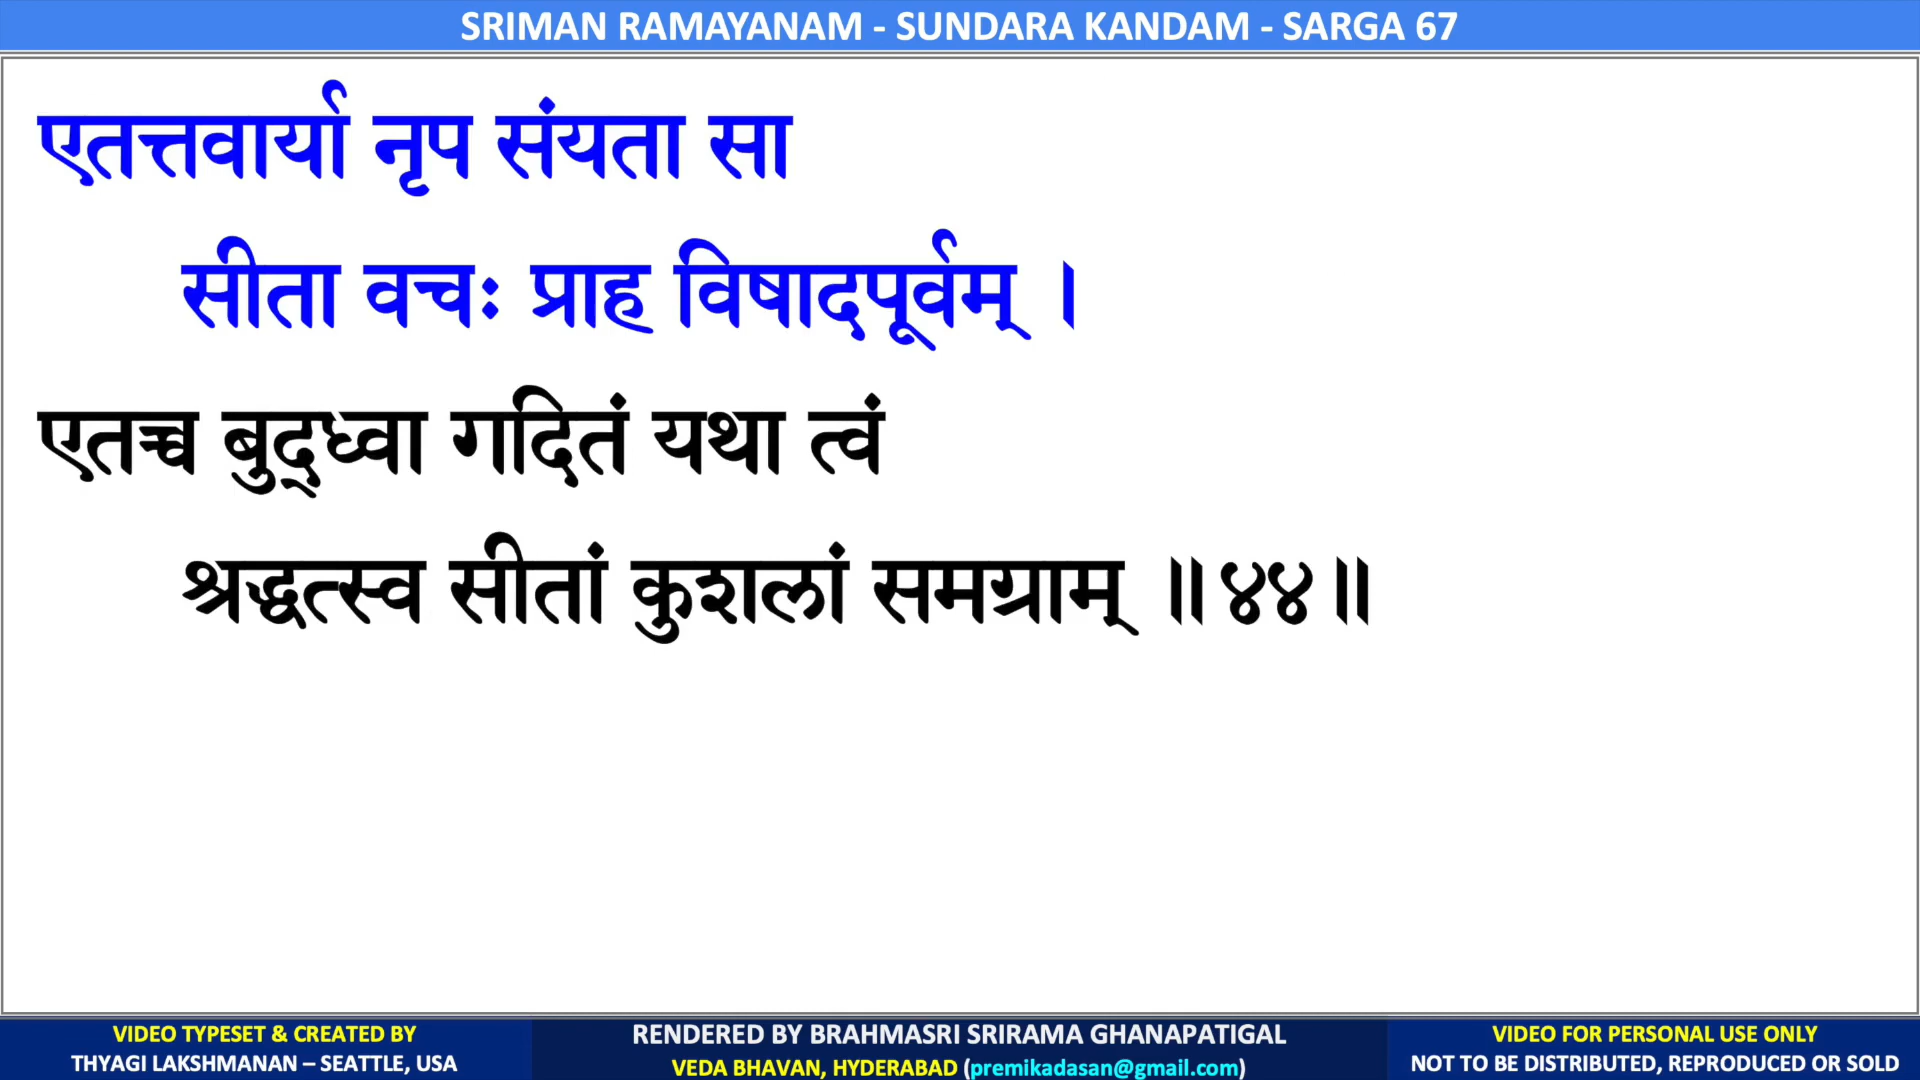 SRIMAN RAMAYANAM - SUNDARA KANDAM - SARGA 67
एतत्तवार्या नृप संयता सा
सीता वचः प्राह विषादपूर्वम् ।
एतच्च बुद्ध्वा गदितं यथा त्वं
श्रद्धत्स्व सीतां कुशलां समग्राम् ॥४४॥
VIDEO TYPESET & CREATED BY
THYAGI LAKSHMANAN – SEATTLE, USA
RENDERED BY BRAHMASRI SRIRAMA GHANAPATIGAL
VEDA BHAVAN, HYDERABAD (premikadasan@gmail.com)
VIDEO FOR PERSONAL USE ONLY
NOT TO BE DISTRIBUTED, REPRODUCED OR SOLD